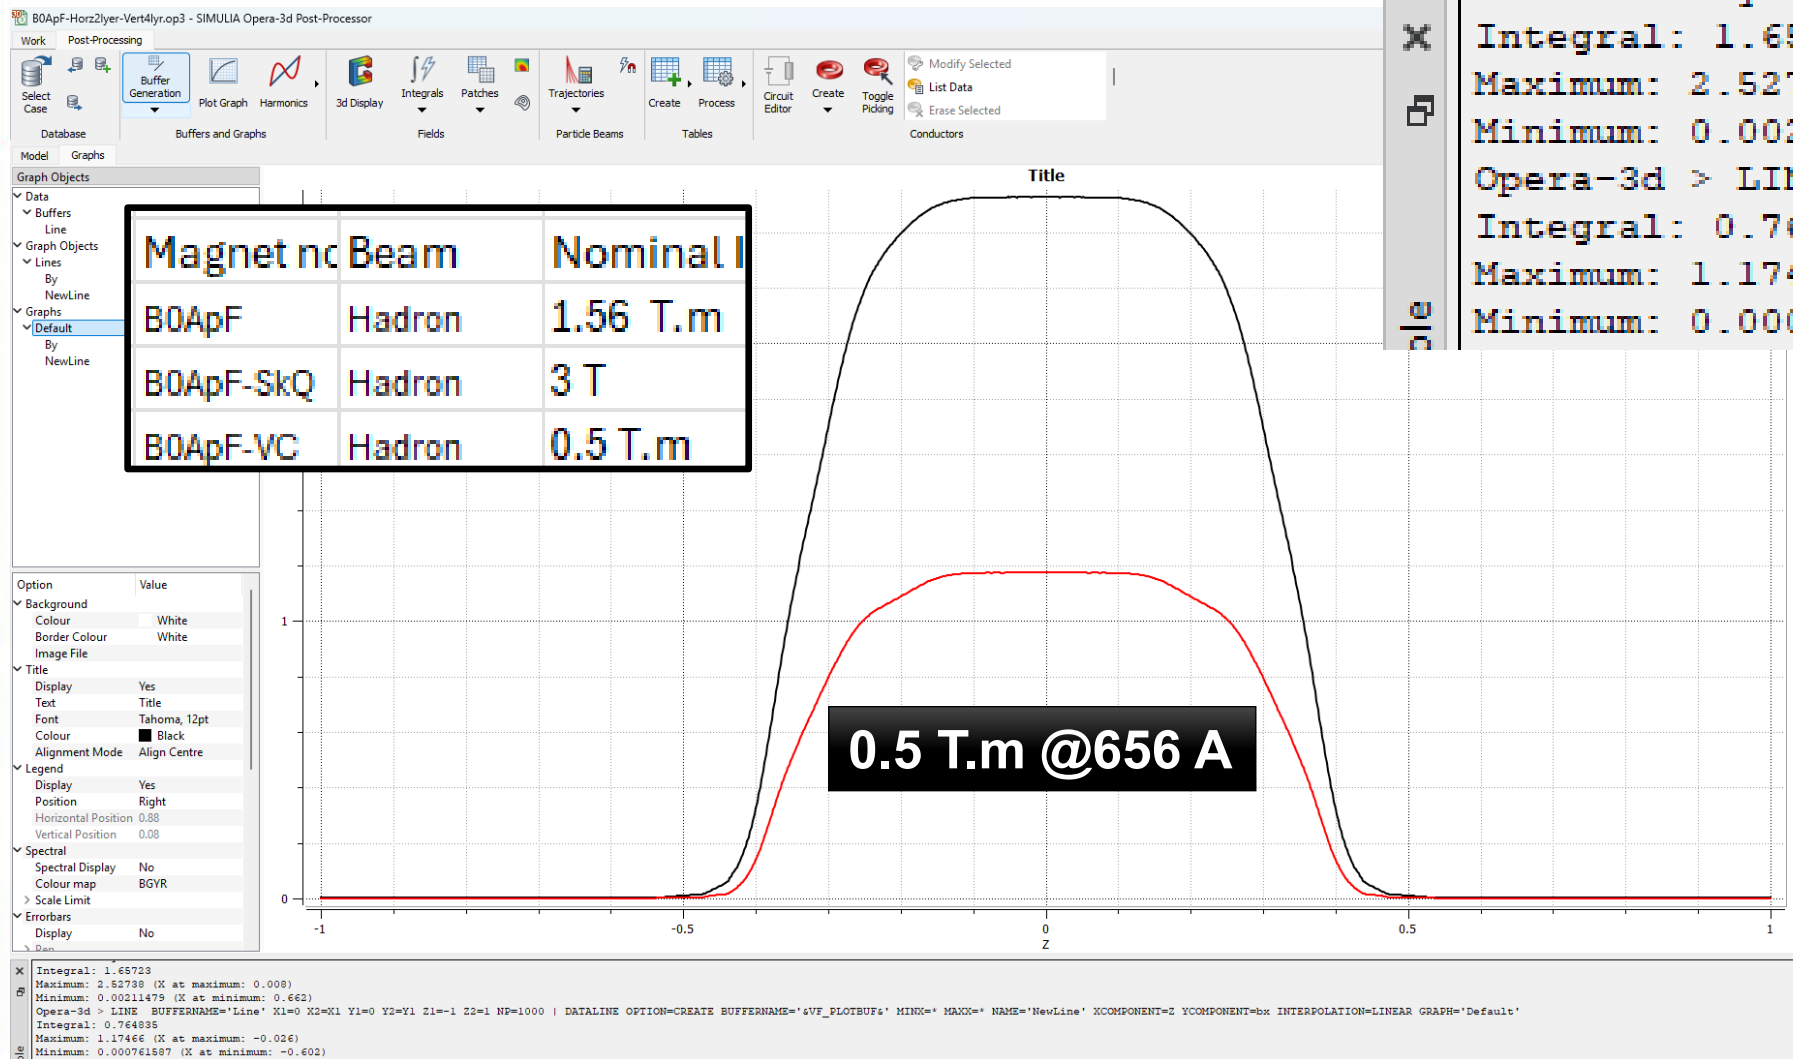 B0ApF-Horz2lyer-Vert4lyr.op3 - SIMULIA Opera-3d Post-Processor
Work Post-Processing
Select Case
Buffer Generation
Plot Graph
Harmonics
3d Display
Integrals
Patches
Trajectories
Create
Process
Circuit Editor
Create
Toggle Picking
Modify Selected
List Data
Erase Selected
Database
Buffers and Graphs
Fields
Particle Beams
Tables
Conductors
Model Graphs
Graph Objects
Data
Buffers
Line
Graph Objects
Lines
By
NewLine
Graphs
Default
By
NewLine
Magnet Beam Nominal
B0ApF Hadron 1.56 T.m
B0ApF-SkQ Hadron 3 T
B0ApF-VC Hadron 0.5 T.m
Title
Integral: 1.65
Maximum: 2.527
Minimum: 0.002
Opera-3d > LIN
Integral: 0.76
Maximum: 1.174
Minimum: 0.000
1
0
-1 -0.5 0 0.5 1
Z
0.5 T.m @656 A
Option Value
Background
Colour White
Border Colour White
Image File
Title
Display Yes
Text Title
Font Tahoma, 12pt
Colour Black
Alignment Mode Align Centre
Legend
Display Yes
Position Right
Horizontal Position 0.88
Vertical Position 0.08
Spectral
Spectral Display No
Colour map BGYR
Scale Limit
Errorbars
Display No
Integral: 1.65723
Maximum: 2.52738 (X at maximum: 0.008)
Minimum: 0.00211479 (X at minimum: 0.662)
Opera-3d > LINE BUFFERNAME='Line' X1=0 X2=X1 Y1=0 Y2=Y1 Z1=-1 Z2=1 NP=1000 | DATALINE OPTION=CREATE BUFFERNAME='&VF_PLOTBUF&' MINX=* MAXX=* NAME='NewLine' XCOMPONENT=Z YCOMPONENT=bx INTERPOLATION=LINEAR GRAPH='Default'
Integral: 0.764835
Maximum: 1.17466 (X at maximum: -0.026)
Minimum: 0.000761587 (X at minimum: -0.602)